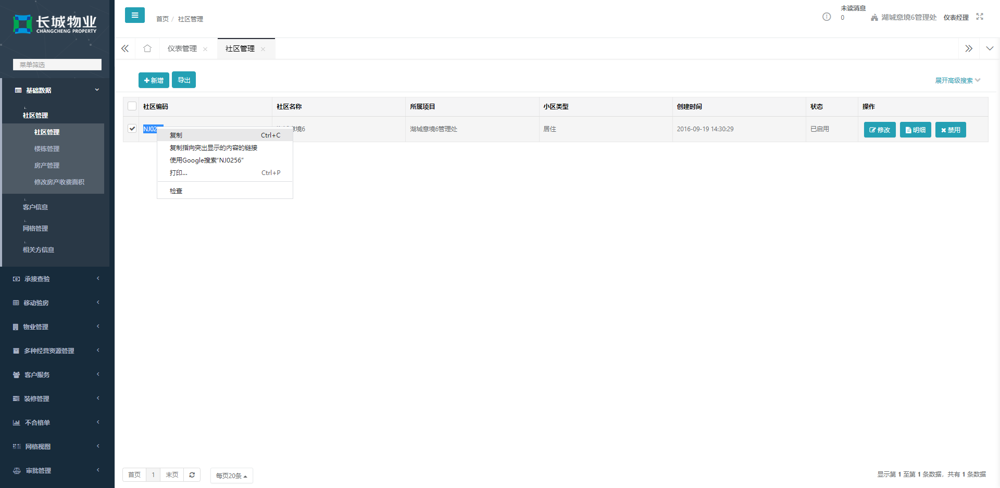 长城物业
CHANGCHENG PROPERTY
菜单筛选
基础数据
社区管理
社区管理
楼栋管理
房产管理
修改房产收费面积
客户信息
网格管理
相关方信息
承接查验
移动验房
物业管理
多种经营资源管理
客户服务
装修管理
不合格单
网格视图
审批管理
首页 / 社区管理
未读消息
0
湖城意境6管理处 仪表经理
仪表管理 社区管理
新增 导出 展开高级搜索
社区编码 社区名称 所属项目 小区类型 创建时间 状态 操作
NJ02 境6 湖城意境6管理处 居住 2016-09-19 14:30:29 已启用 修改 明细 禁用
复制 Ctrl+C
复制指向突出显示的内容的链接
使用Google搜索“NJ0256”
打印... Ctrl+P
检查
首页 1 末页 每页20条 显示第 1 至第 1 条数据，共有 1 条数据